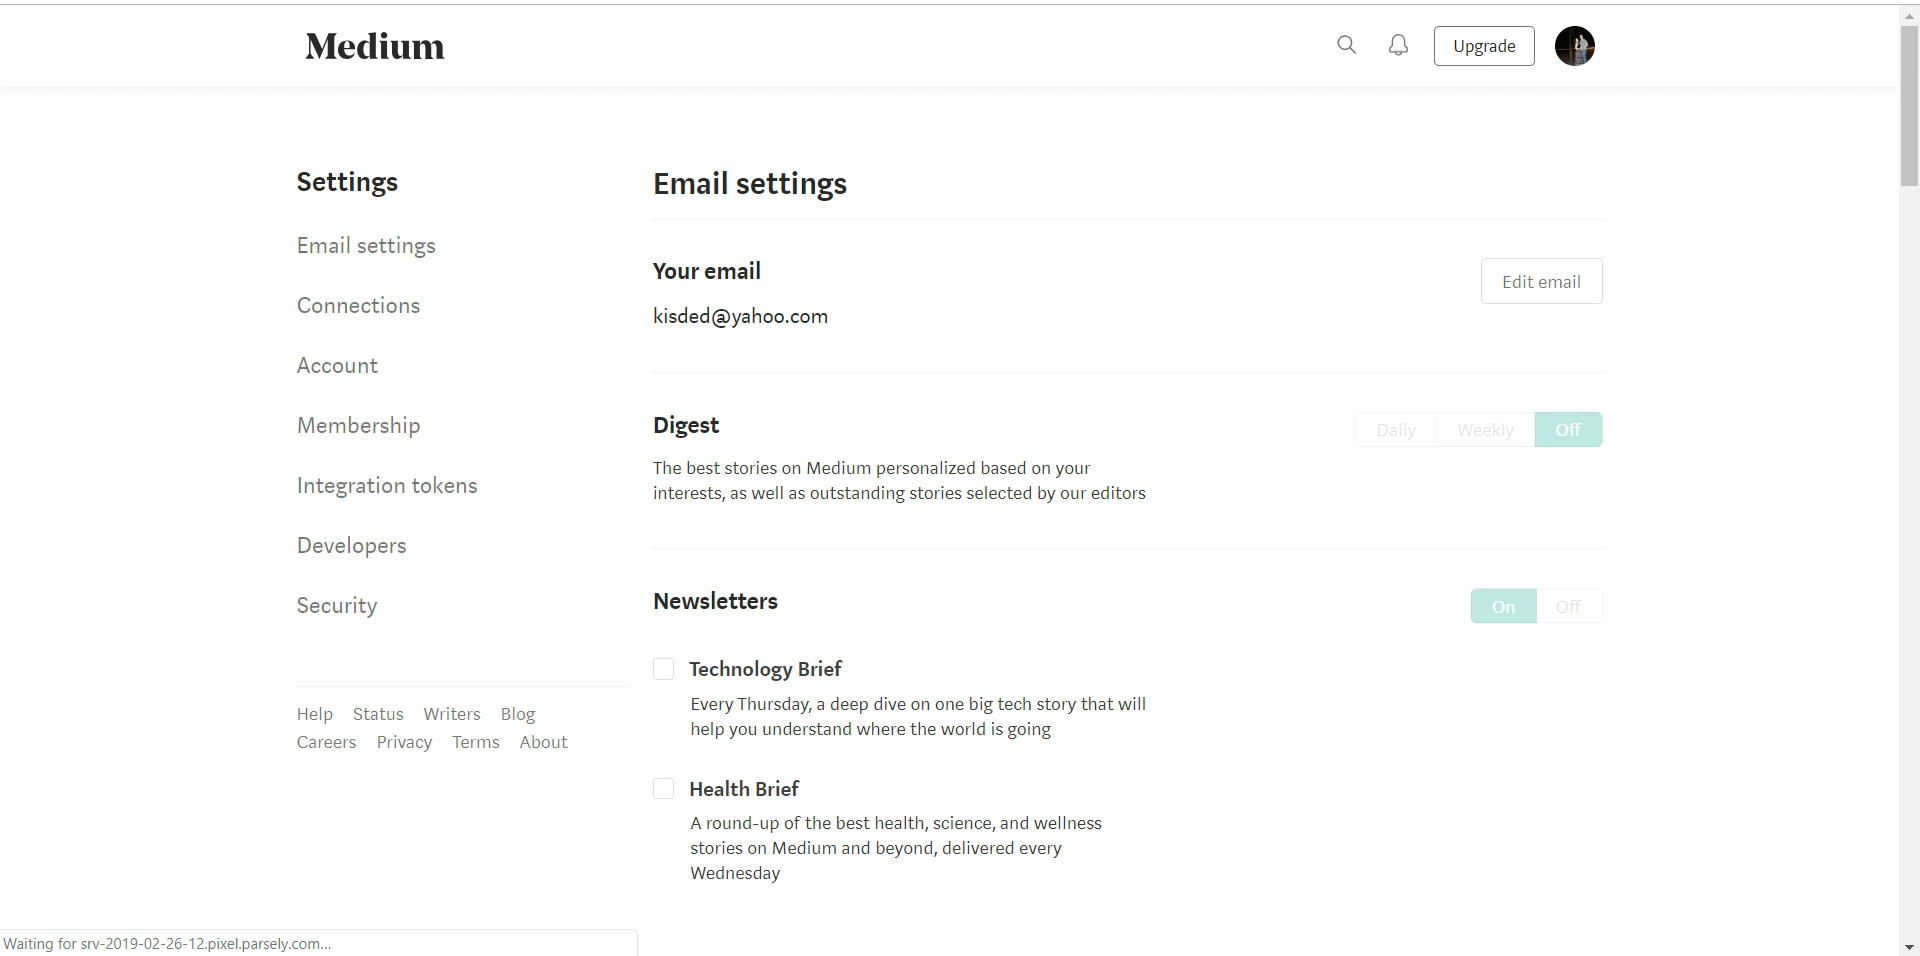 Medium
Upgrade
Settings
Email settings
Connections
Account
Membership
Integration tokens
Developers
Security
Help Status Writers Blog
Careers Privacy Terms About
Email settings
Your email
Edit email
kisded@yahoo.com
Digest
Daily Weekly Off
The best stories on Medium personalized based on your
interests, as well as outstanding stories selected by our editors
Newsletters
On Off
Technology Brief
Every Thursday, a deep dive on one big tech story that will
help you understand where the world is going
Health Brief
A round-up of the best health, science, and wellness
stories on Medium and beyond, delivered every
Wednesday
Waiting for srv-2019-02-26-12.pixel.parsely.com...